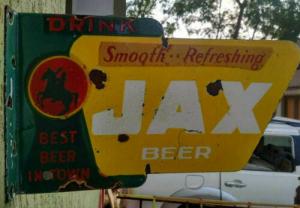 DRINK
Smooth - Refreshing
JAX
BEER
BEST
BEER
IN TOWN